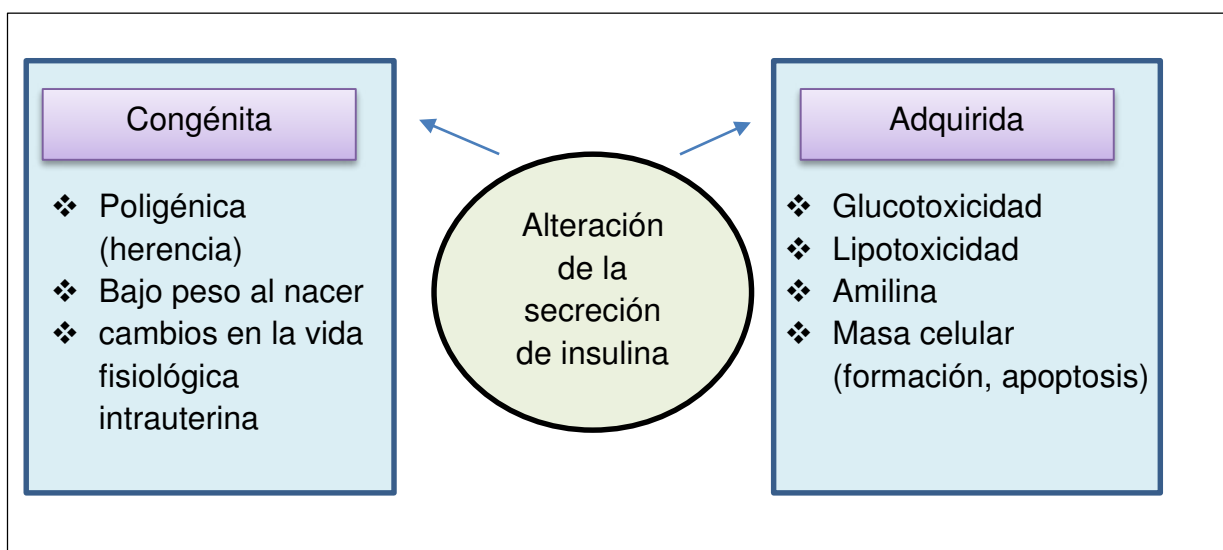 Congénita
❖ Poligénica
(herencia)
❖ Bajo peso al nacer
❖ cambios en la vida
fisiológica
intrauterina
Alteración
de la
secreción
de insulina
Adquirida
❖ Glucotoxicidad
❖ Lipotoxicidad
❖ Amilina
❖ Masa celular
(formación, apoptosis)